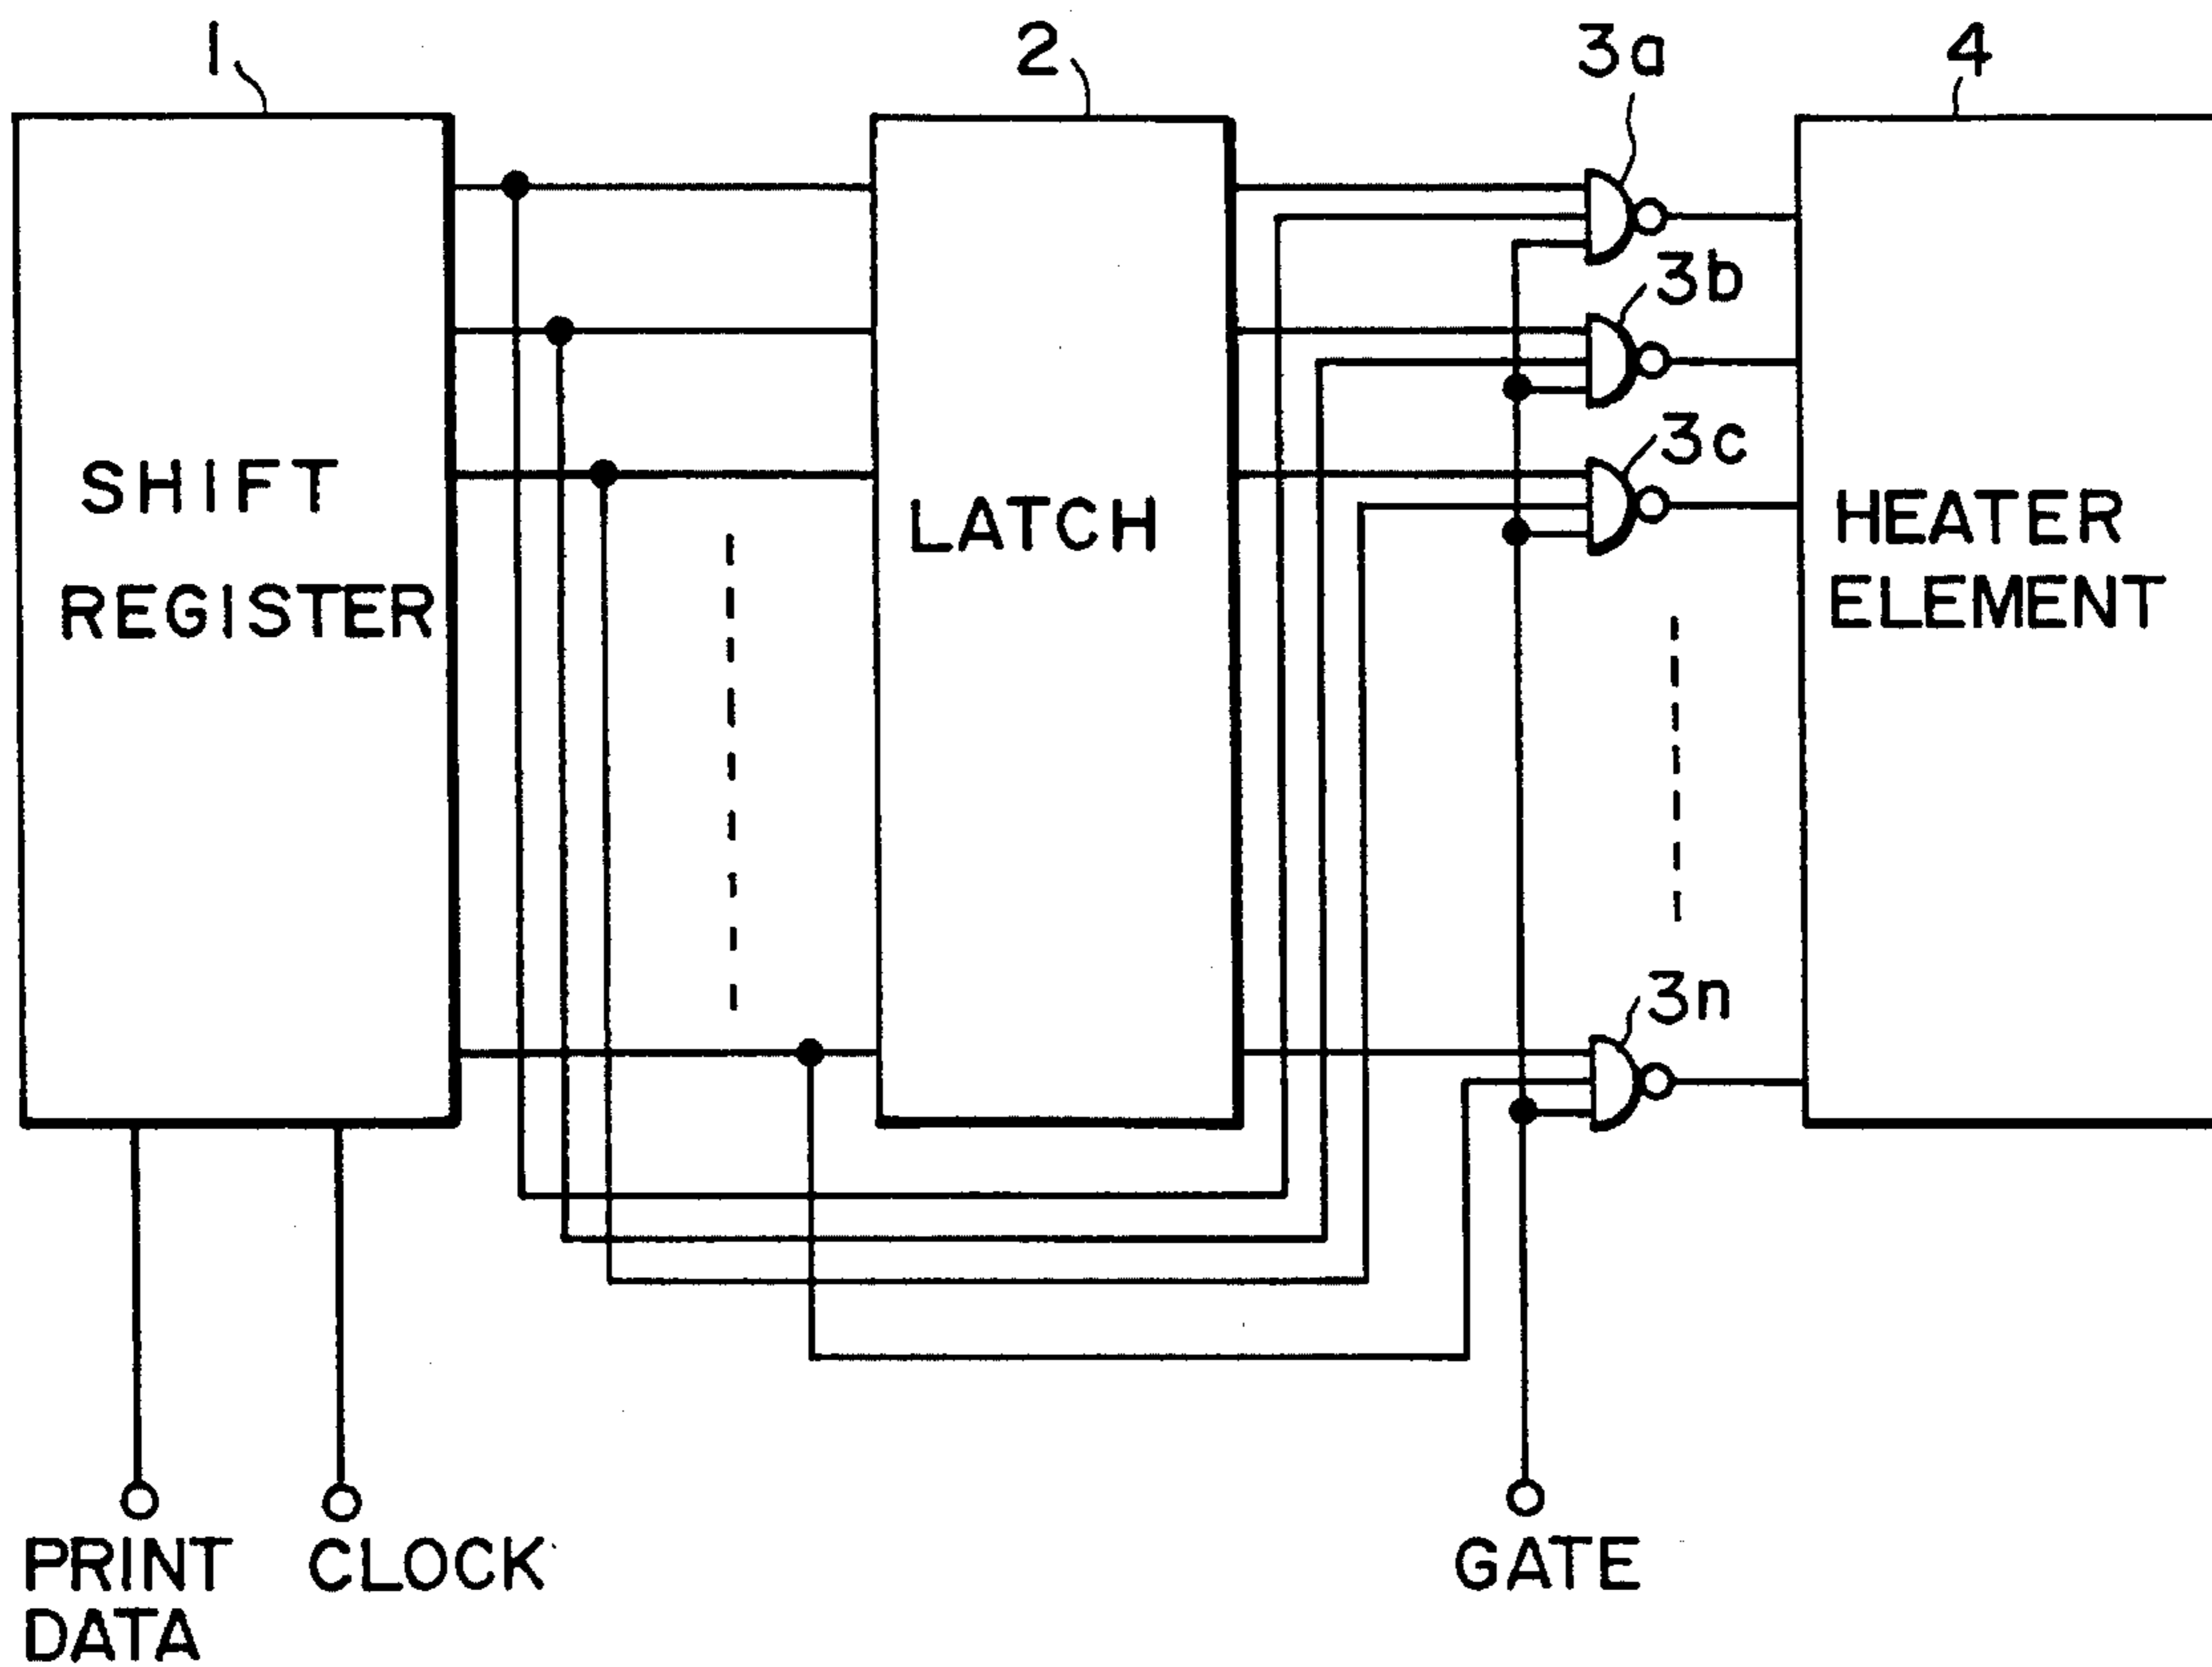 1
2
3a
4
3b
3c
SHIFT
REGISTER
LATCH
HEATER
ELEMENT
3n
PRINT
DATA
CLOCK
GATE